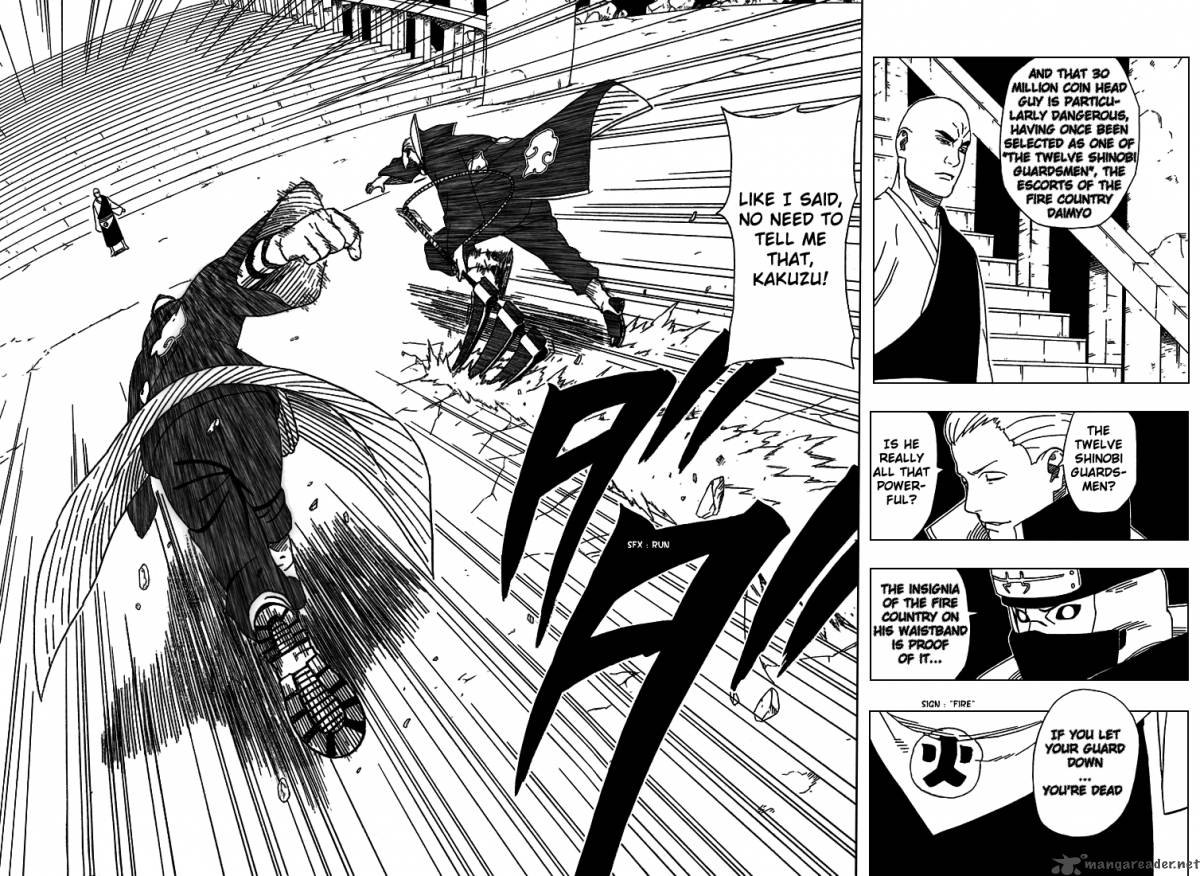 AND THAT 30
MILLION COIN HEAD
GUY IS PARTICU-
LARLY DANGEROUS,
HAVING ONCE BEEN
SELECTED AS ONE OF
"THE TWELVE SHINOBI
GUARDSMEN", THE
ESCORTS OF THE
FIRE COUNTRY
DAIMYO
THE
TWELVE
SHINOBI
GUARDS-
MEN?
IS HE
REALLY
ALL THAT
POWER-
FUL?
THE INSIGNIA
OF THE FIRE
COUNTRY ON
HIS WAISTBAND
IS PROOF
OF IT...
SIGN : "FIRE"
火
IF YOU LET
YOUR GUARD
DOWN
...
YOU'RE DEAD
LIKE I SAID,
NO NEED TO
TELL ME
THAT,
KAKUZU!
ダッ
ダッ
SFX : RUN
mangareader.net